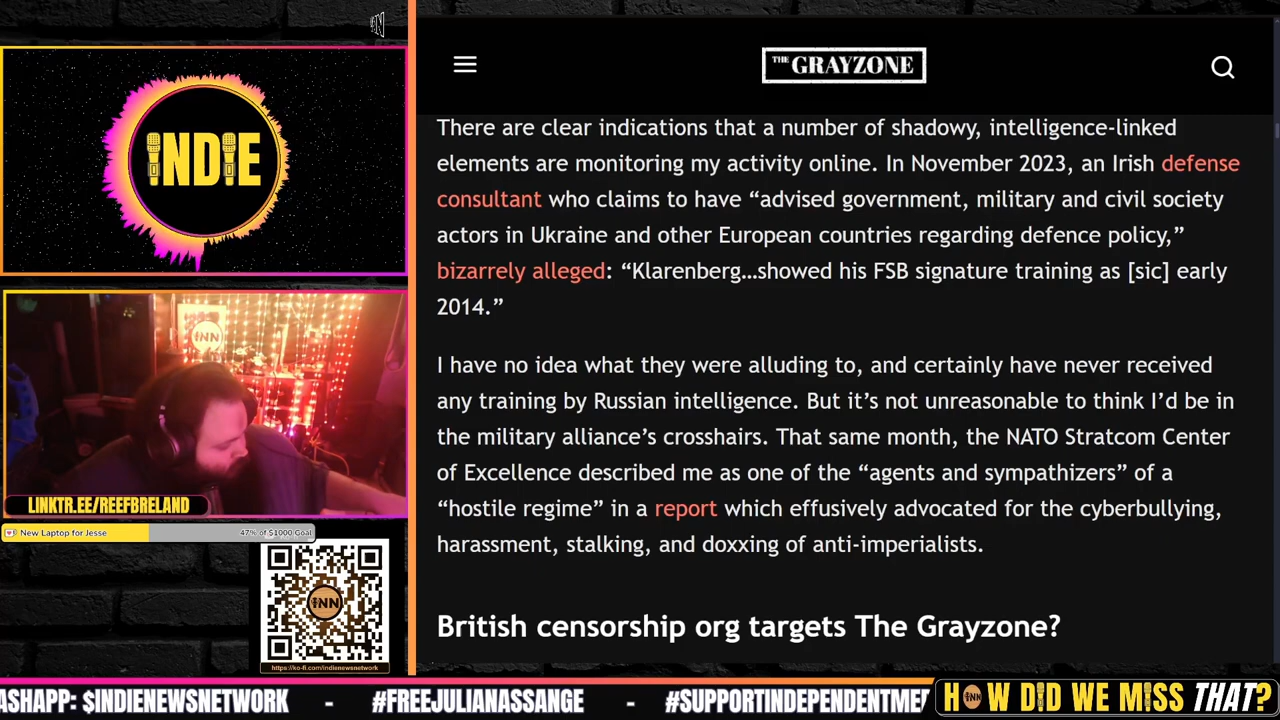 INDIE
INN
LINKTR.EE/REEFBRELAND
New Laptop for Jesse
47% of $1000 Goal
INN
https://ko-fi.com/indienewsnetwork
THE GRAYZONE
There are clear indications that a number of shadowy, intelligence-linked
elements are monitoring my activity online. In November 2023, an Irish defense
consultant who claims to have “advised government, military and civil society
actors in Ukraine and other European countries regarding defence policy,”
bizarrely alleged: “Klarenberg…showed his FSB signature training as [sic] early
2014.”
I have no idea what they were alluding to, and certainly have never received
any training by Russian intelligence. But it’s not unreasonable to think I’d be in
the military alliance’s crosshairs. That same month, the NATO Stratcom Center
of Excellence described me as one of the “agents and sympathizers” of a
“hostile regime” in a report which effusively advocated for the cyberbullying,
harassment, stalking, and doxxing of anti-imperialists.
British censorship org targets The Grayzone?
ASHAPP: $INDIENEWSNETWORK - #FREEJULIANASSANGE - #SUPPORTINDEPENDENTME
HOW DID WE MISS THAT?